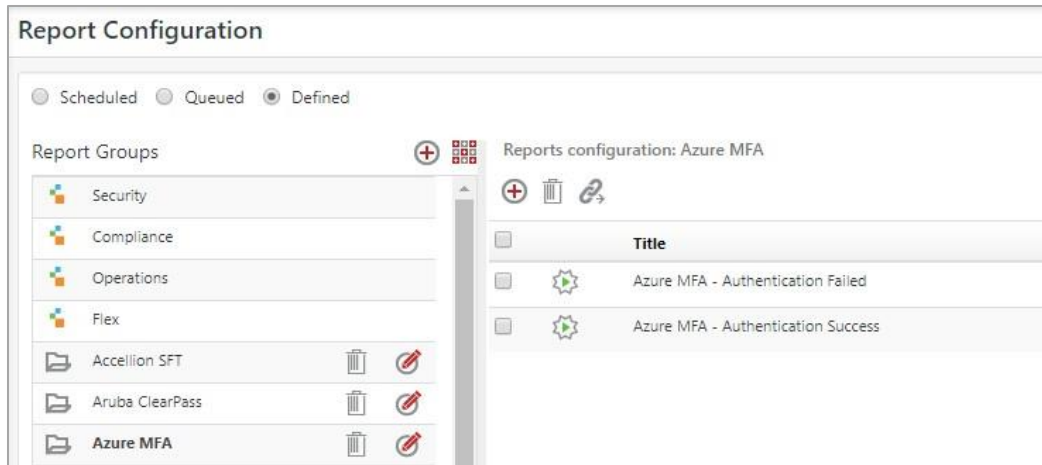 Report Configuration
Scheduled Queued Defined
Report Groups
Security
Compliance
Operations
Flex
Accellion SFT
Aruba ClearPass
Azure MFA
Reports configuration: Azure MFA
Title
Azure MFA - Authentication Failed
Azure MFA - Authentication Success